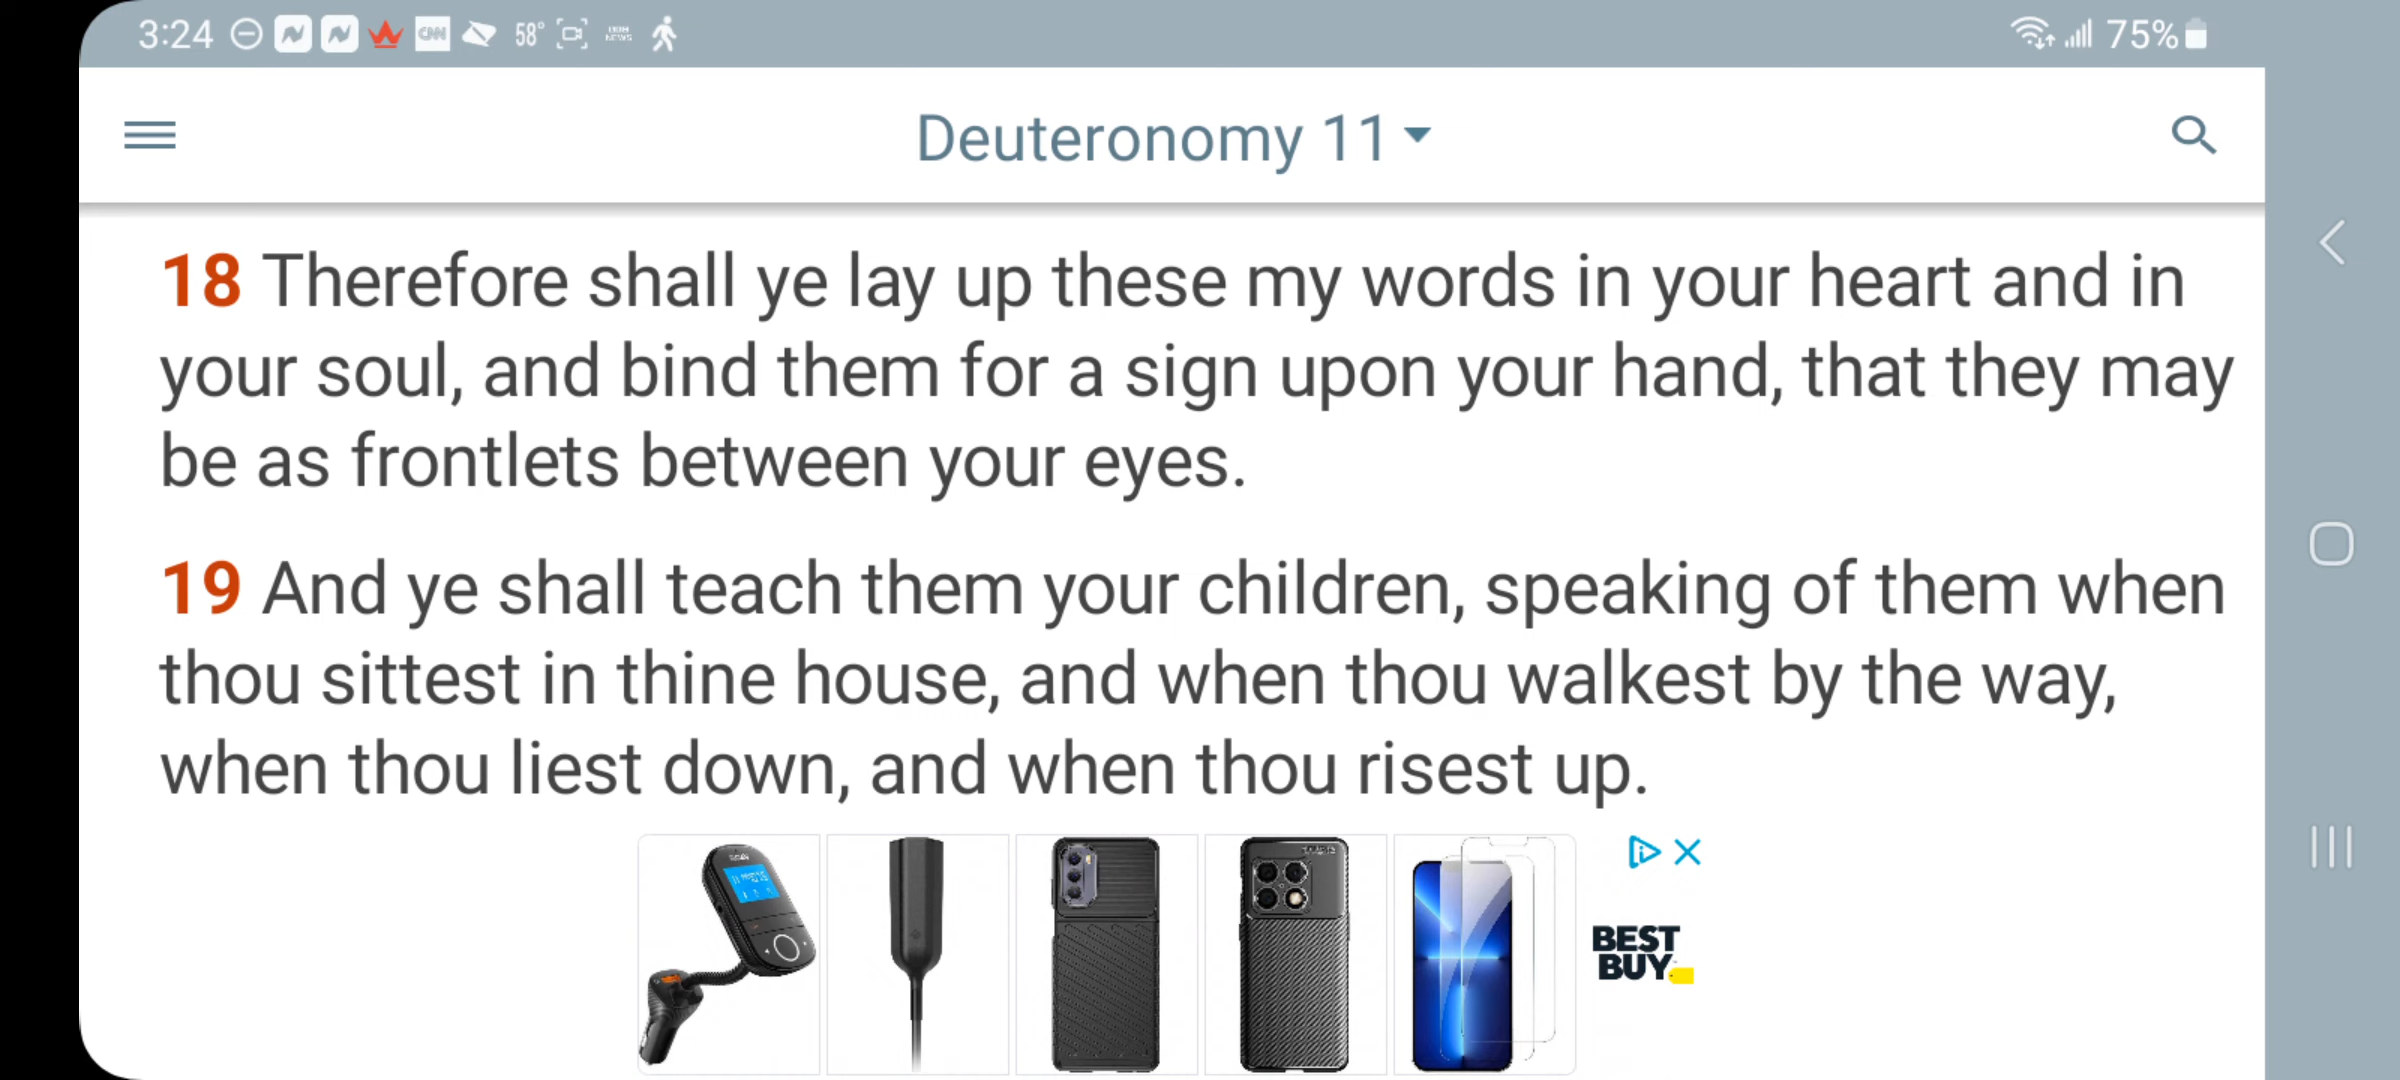 3:24 CNN 58° NEWS 75%
Deuteronomy 11
18 Therefore shall ye lay up these my words in your heart and in
your soul, and bind them for a sign upon your hand, that they may
be as frontlets between your eyes.
19 And ye shall teach them your children, speaking of them when
thou sittest in thine house, and when thou walkest by the way,
when thou liest down, and when thou risest up.
BEST
BUY